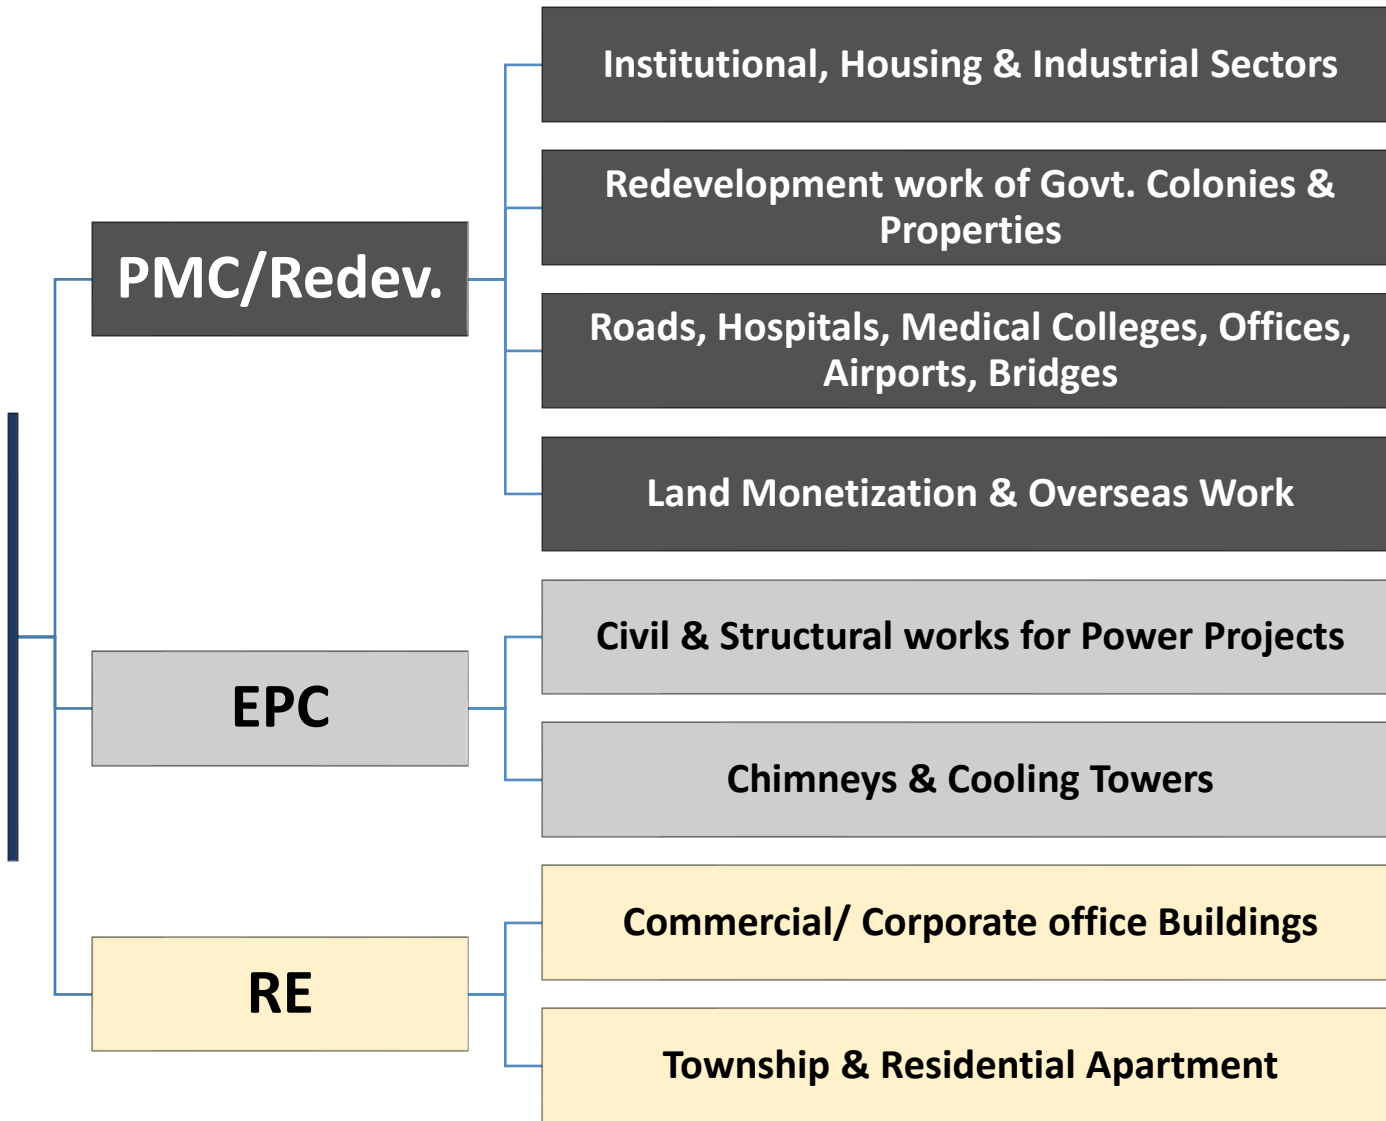 PMC/Redev.
Institutional, Housing & Industrial Sectors
Redevelopment work of Govt. Colonies &
Properties
Roads, Hospitals, Medical Colleges, Offices,
Airports, Bridges
Land Monetization & Overseas Work
EPC
Civil & Structural works for Power Projects
Chimneys & Cooling Towers
RE
Commercial/ Corporate office Buildings
Township & Residential Apartment